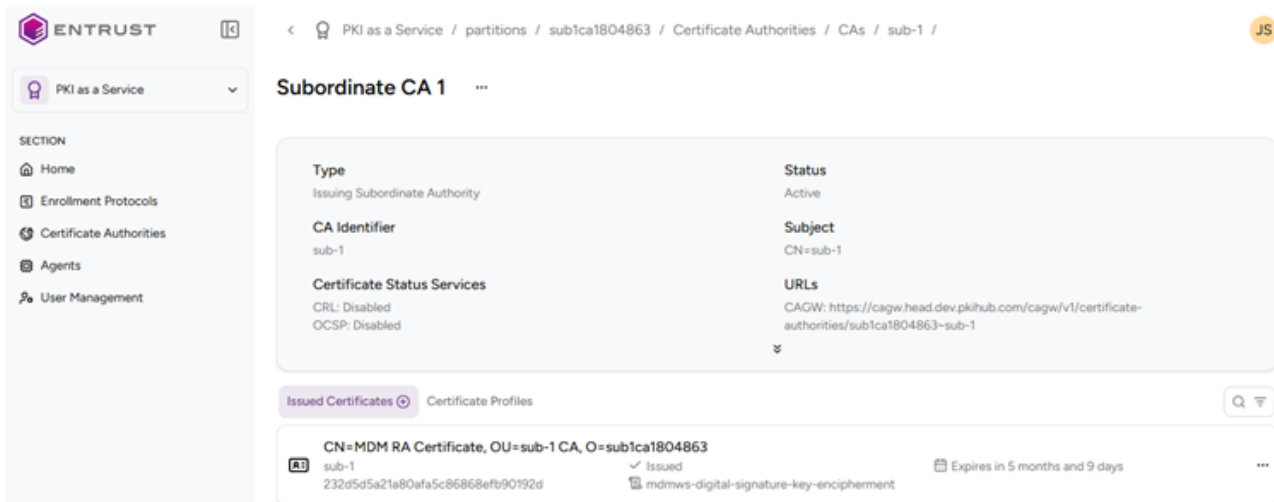 ENTRUST
PKI as a Service / partitions / sub1ca1804863 / Certificate Authorities / CAs / sub-1 /
JS
PKI as a Service
Subordinate CA 1
SECTION
Home
Enrollment Protocols
Certificate Authorities
Agents
User Management
Type
Issuing Subordinate Authority
Status
Active
CA Identifier
sub-1
Subject
CN=sub-1
Certificate Status Services
CRL: Disabled
OCSP: Disabled
URLs
CAGW: https://cagw.head.dev.pkihub.com/cagw/v1/certificate-
authorities/sub1ca1804863~sub-1
Issued Certificates
Certificate Profiles
CN=MDM RA Certificate, OU=sub-1 CA, O=sub1ca1804863
sub-1
Issued
Expires in 5 months and 9 days
232d5d5a21a80afa5c86868efb90192d
mdmws-digital-signature-key-encipherment